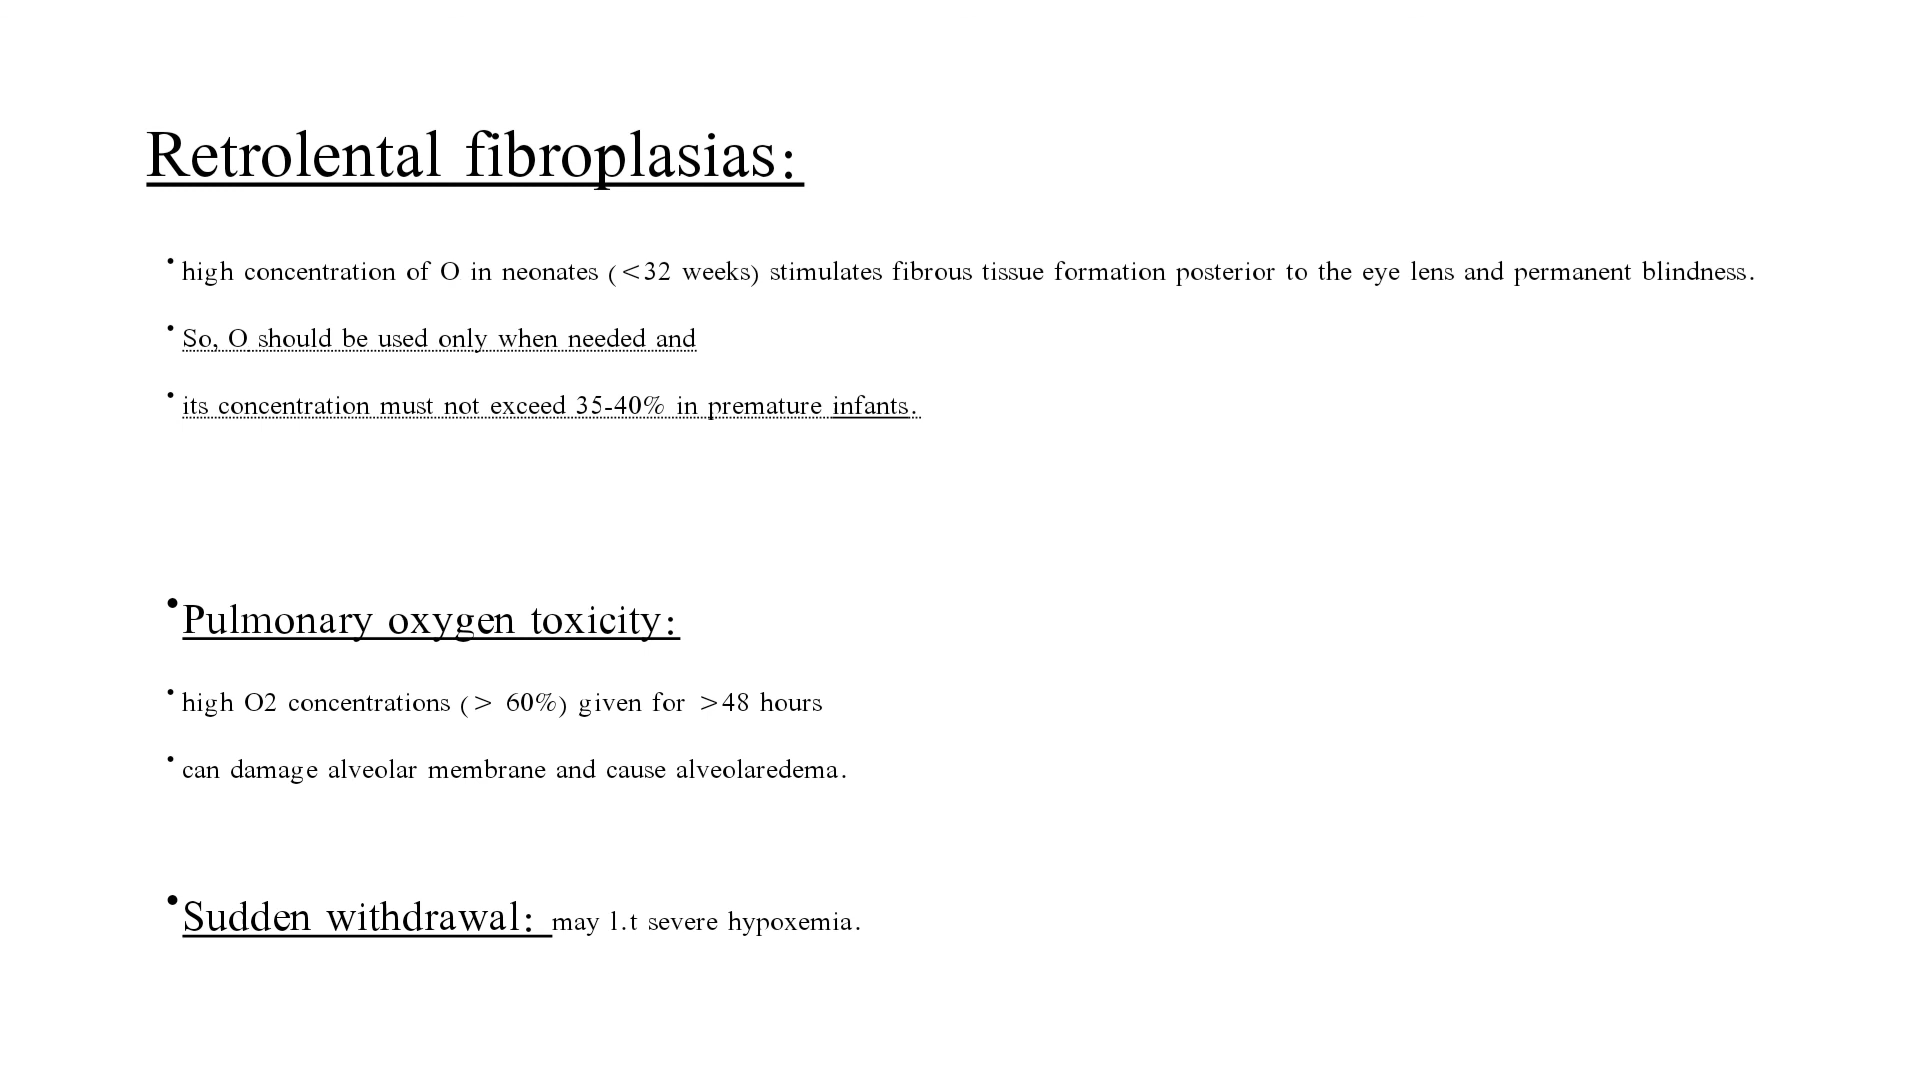 Retrolental fibroplasias:
• high concentration of O in neonates (<32 weeks) stimulates fibrous tissue formation posterior to the eye lens and permanent blindness.
• So, O should be used only when needed and
• its concentration must not exceed 35-40% in premature infants.
• Pulmonary oxygen toxicity:
• high O2 concentrations (> 60%) given for >48 hours
• can damage alveolar membrane and cause alveolaredema.
• Sudden withdrawal: may l.t severe hypoxemia.